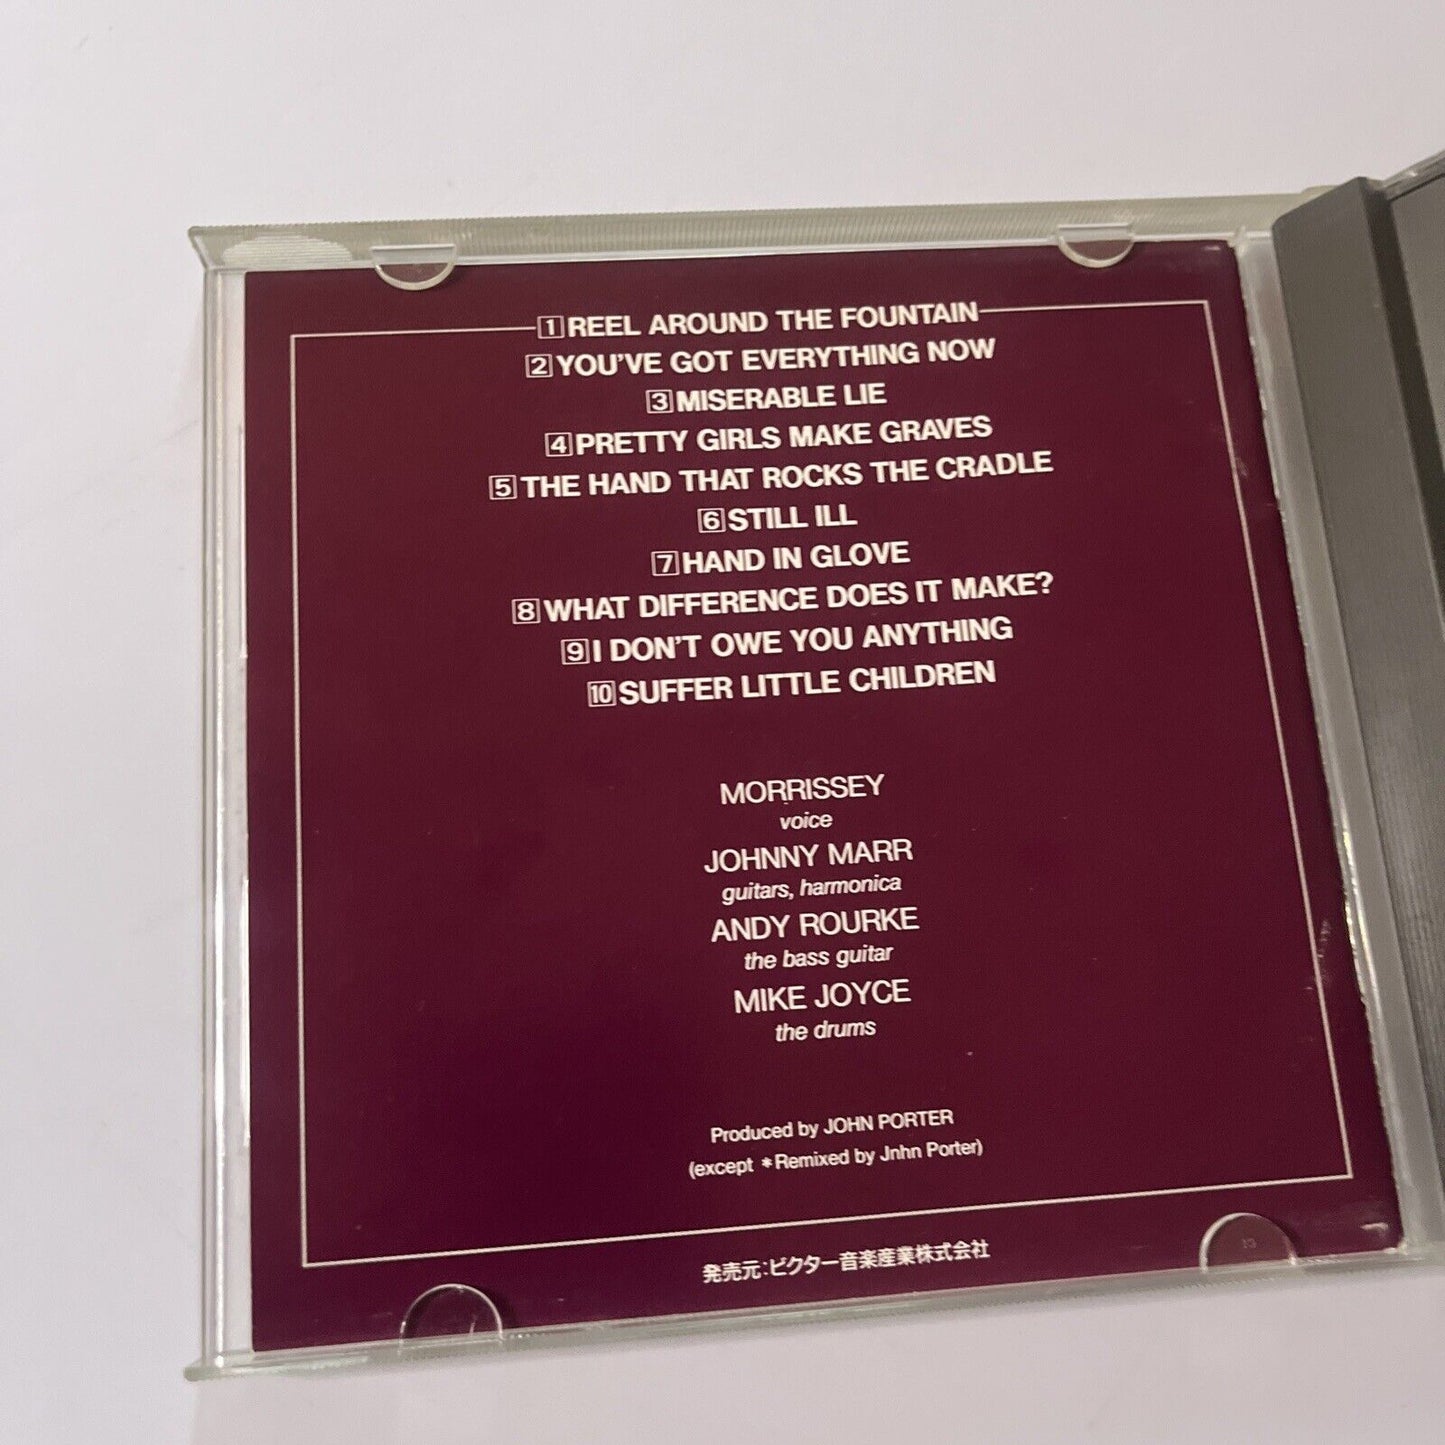 1 REEL AROUND THE FOUNTAIN
2 YOU'VE GOT EVERYTHING NOW
3 MISERABLE LIE
4 PRETTY GIRLS MAKE GRAVES
5 THE HAND THAT ROCKS THE CRADLE
6 STILL ILL
7 HAND IN GLOVE
8 WHAT DIFFERENCE DOES IT MAKE?
9 I DON'T OWE YOU ANYTHING
10 SUFFER LITTLE CHILDREN
MORRISSEY
voice
JOHNNY MARR
guitars, harmonica
ANDY ROURKE
the bass guitar
MIKE JOYCE
the drums
Produced by JOHN PORTER
(except *Remixed by Jnhn Porter)
発売元:ビクター音楽産業株式会社